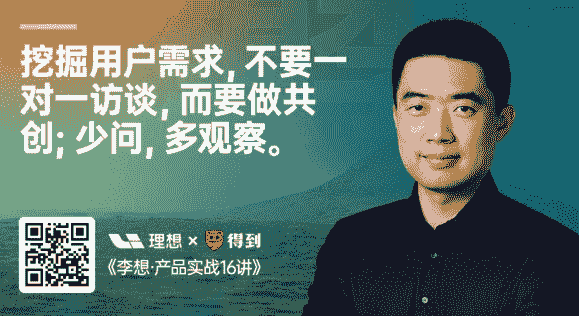 挖掘用户需求,不要一
对一访谈,而要做共
创;少问,多观察。
理想 × 得到
《李想·产品实战16讲》